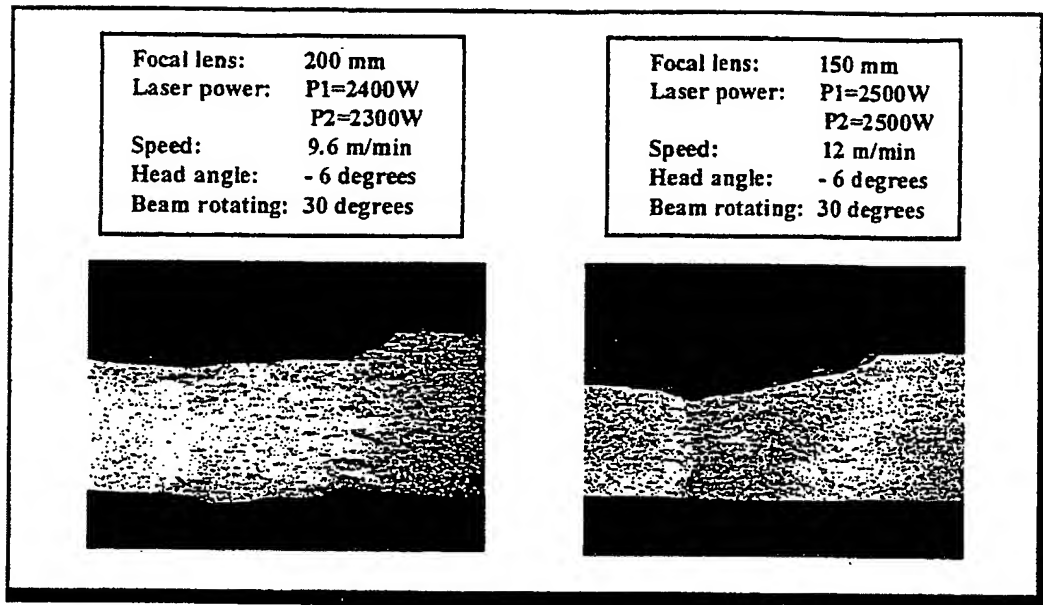 Focal lens: 200 mm
Laser power: P1=2400W
P2=2300W
Speed: 9.6 m/min
Head angle: - 6 degrees
Beam rotating: 30 degrees
Focal lens: 150 mm
Laser power: P1=2500W
P2=2500W
Speed: 12 m/min
Head angle: - 6 degrees
Beam rotating: 30 degrees